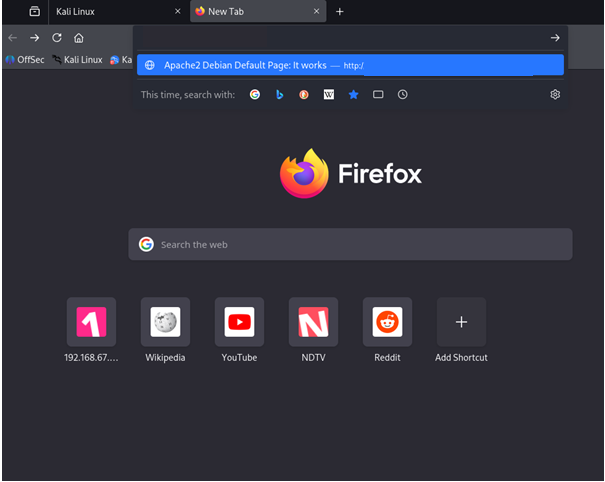 Kali Linux
New Tab
OffSec
Kali Linux
Ka
Apache2 Debian Default Page: It works — http:/
This time, search with:
W
Firefox
Search the web
1
N
192.168.67.…
Wikipedia
YouTube
NDTV
Reddit
Add Shortcut